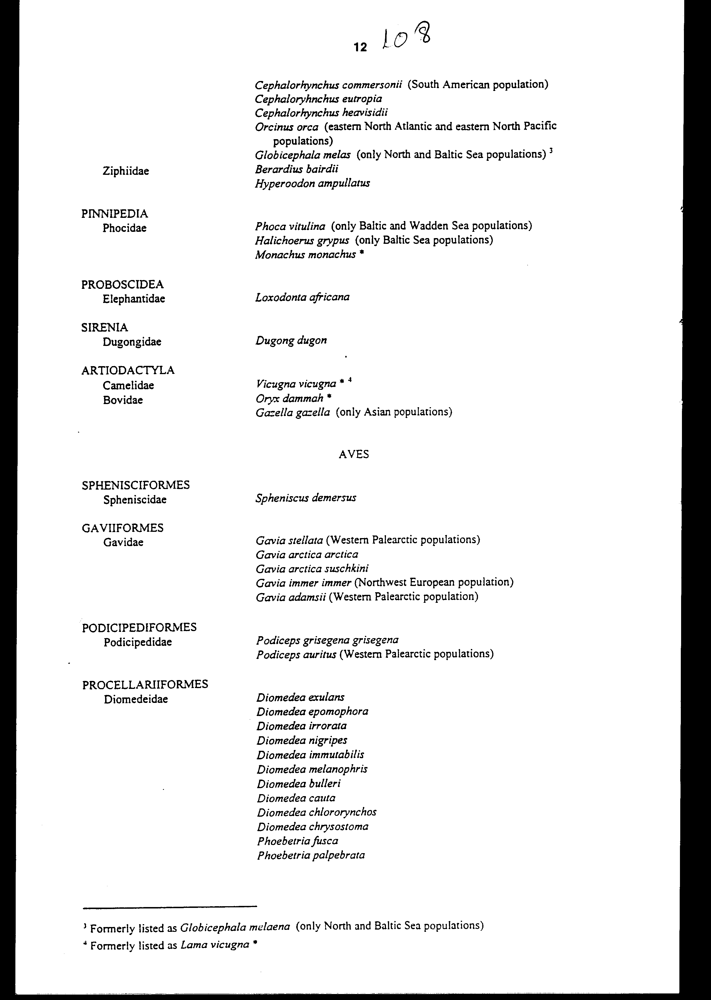 12 108
Cephalorhynchus commersonii (South American population)
Cephaloryhnchus eutropia
Cephalorhynchus heavisidii
Orcinus orca (eastern North Atlantic and eastern North Pacific
populations)
Globicephala melas (only North and Baltic Sea populations) ³
Ziphiidae Berardius bairdii
Hyperoodon ampullatus
PINNIPEDIA
Phocidae Phoca vitulina (only Baltic and Wadden Sea populations)
Halichoerus grypus (only Baltic Sea populations)
Monachus monachus *
PROBOSCIDEA
Elephantidae Loxodonta africana
SIRENIA
Dugongidae Dugong dugon
ARTIODACTYLA
Camelidae Vicugna vicugna * ⁴
Bovidae Oryx dammah *
Gazella gazella (only Asian populations)
AVES
SPHENISCIFORMES
Spheniscidae Spheniscus demersus
GAVIIFORMES
Gavidae Gavia stellata (Western Palearctic populations)
Gavia arctica arctica
Gavia arctica suschkini
Gavia immer immer (Northwest European population)
Gavia adamsii (Western Palearctic population)
PODICIPEDIFORMES
Podicipedidae Podiceps grisegena grisegena
Podiceps auritus (Western Palearctic populations)
PROCELLARIIFORMES
Diomedeidae Diomedea exulans
Diomedea epomophora
Diomedea irrorata
Diomedea nigripes
Diomedea immutabilis
Diomedea melanophris
Diomedea bulleri
Diomedea cauta
Diomedea chlororynchos
Diomedea chrysostoma
Phoebetria fusca
Phoebetria palpebrata
³ Formerly listed as Globicephala melaena (only North and Baltic Sea populations)
⁴ Formerly listed as Lama vicugna *